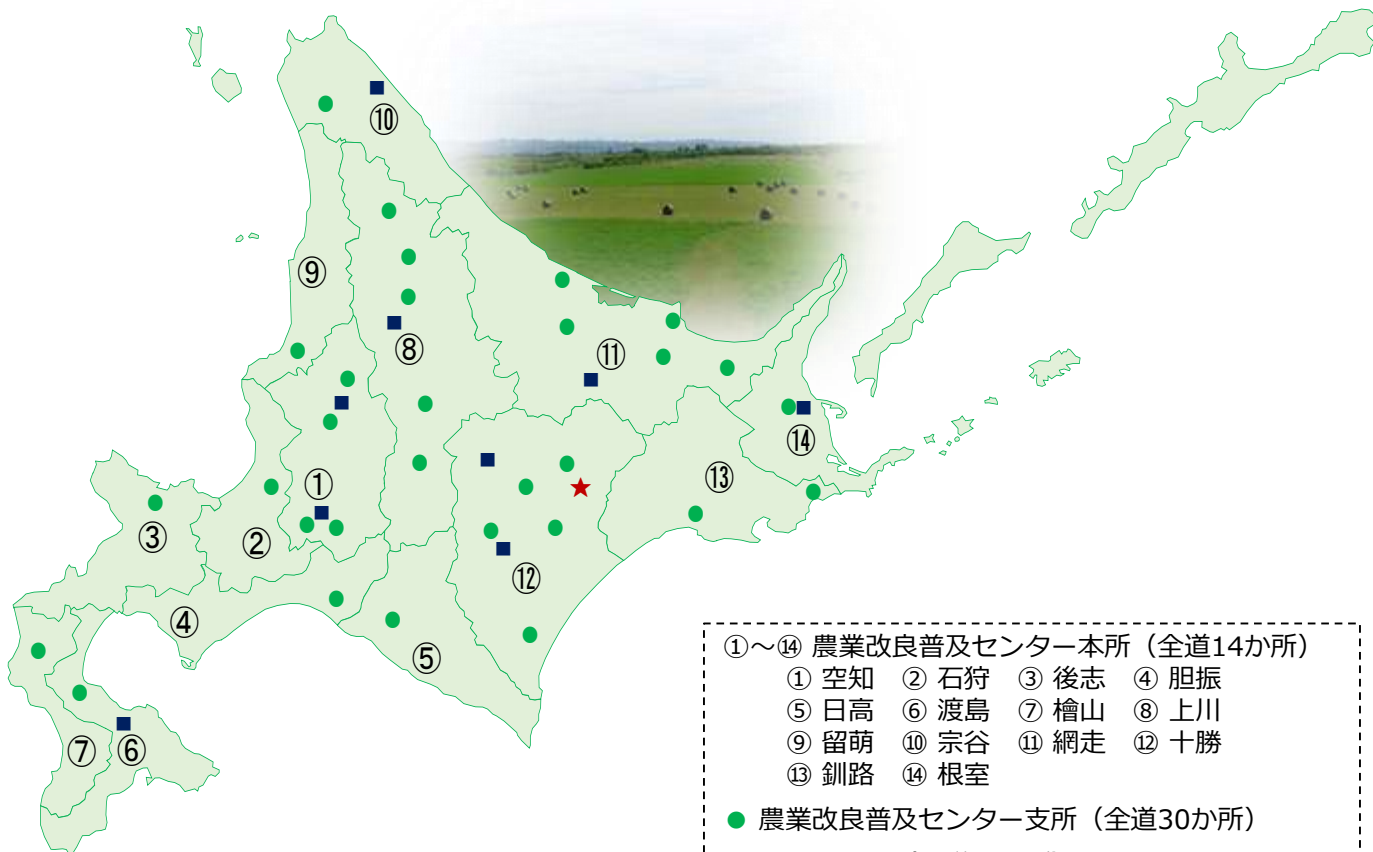 ⑩
⑨
⑧
⑪
⑭
①
⑬
③
②
⑫
④
⑤
⑦
⑥
①～⑭ 農業改良普及センター本所（全道14か所）
① 空知 ② 石狩 ③ 後志 ④ 胆振
⑤ 日高 ⑥ 渡島 ⑦ 檜山 ⑧ 上川
⑨ 留萌 ⑩ 宗谷 ⑪ 網走 ⑫ 十勝
⑬ 釧路 ⑭ 根室
● 農業改良普及センター支所（全道30か所）